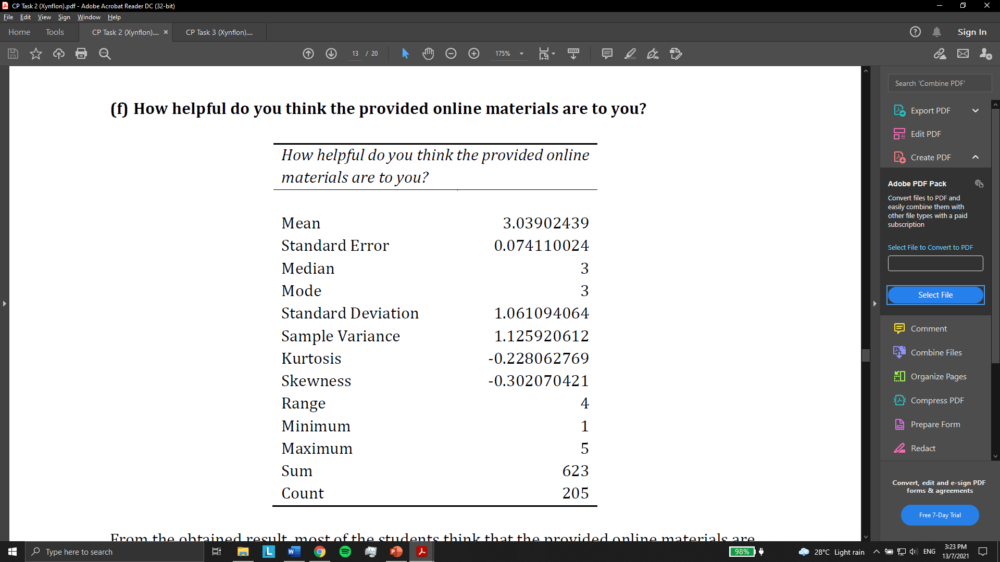 CP Task 2 (Xynflon).pdf - Adobe Acrobat Reader DC (32-bit)
File Edit View Sign Window Help
Home Tools CP Task 2 (Xynflon).... × CP Task 3 (Xynflon).... Sign In
13 / 20 175%
(f) How helpful do you think the provided online materials are to you?
How helpful do you think the provided online
materials are to you?
Mean 3.03902439
Standard Error 0.074110024
Median 3
Mode 3
Standard Deviation 1.061094064
Sample Variance 1.125920612
Kurtosis -0.228062769
Skewness -0.302070421
Range 4
Minimum 1
Maximum 5
Sum 623
Count 205
From the obtained result, most of the students think that the provided online materials are
Search 'Combine PDF'
Export PDF
Edit PDF
Create PDF
Adobe PDF Pack
Convert files to PDF and
easily combine them with
other file types with a paid
subscription
Select File to Convert to PDF
Select File
Comment
Combine Files
Organize Pages
Compress PDF
Prepare Form
Redact
Convert, edit and e-sign PDF
forms & agreements
Free 7-Day Trial
Type here to search
98%
28°C Light rain
ENG
3:23 PM
13/7/2021